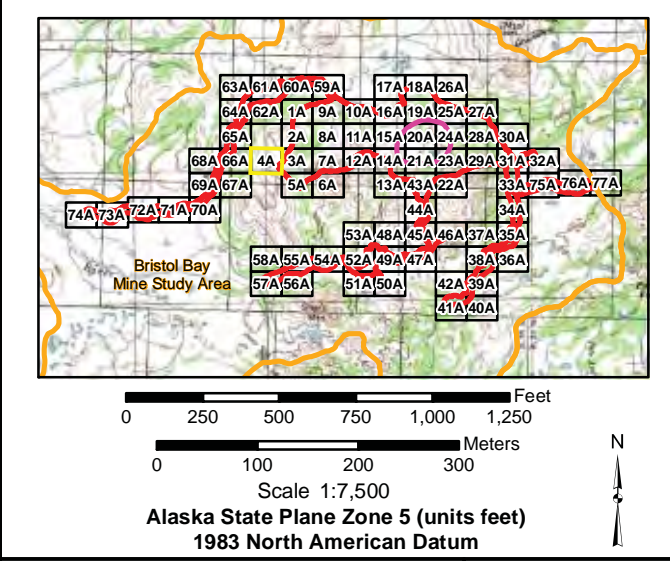 63A 61A 60A 59A 17A 18A 26A
64A 62A 1A 9A 10A 16A 19A 25A 27A
65A 2A 8A 11A 15A 20A 24A 28A 30A
68A 66A 4A 3A 7A 12A 14A 21A 23A 29A 31A 32A
69A 67A 5A 6A 13A 43A 22A 33A 75A 76A 77A
74A 73A 72A 71A 70A 44A 34A
53A 48A 45A 46A 37A 35A
58A 55A 54A 52A 49A 47A 38A 36A
57A 56A 51A 50A 42A 39A
41A 40A
Bristol Bay
Mine Study Area
Feet
0 250 500 750 1,000 1,250
Meters
0 100 200 300
N
Scale 1:7,500
Alaska State Plane Zone 5 (units feet)
1983 North American Datum